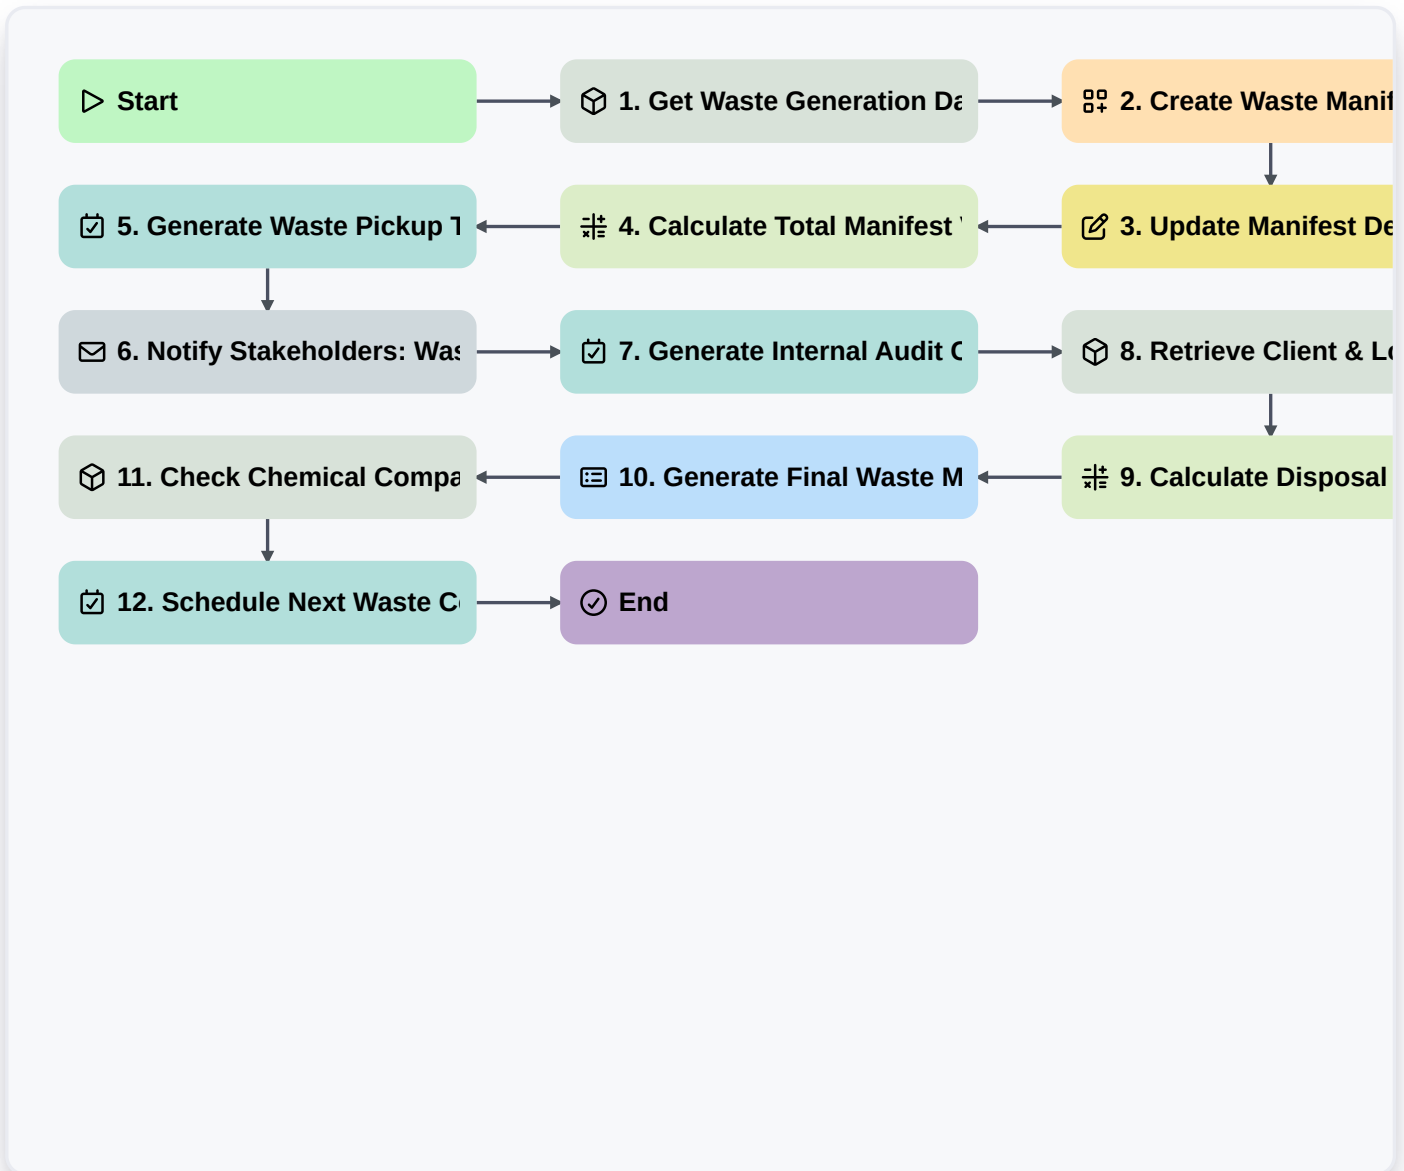 Start
1. Get Waste Generation Da
2. Create Waste Manif
5. Generate Waste Pickup T
4. Calculate Total Manifest
3. Update Manifest De
6. Notify Stakeholders: Was
7. Generate Internal Audit C
8. Retrieve Client & Lo
11. Check Chemical Compa
10. Generate Final Waste M
9. Calculate Disposal
12. Schedule Next Waste Co
End